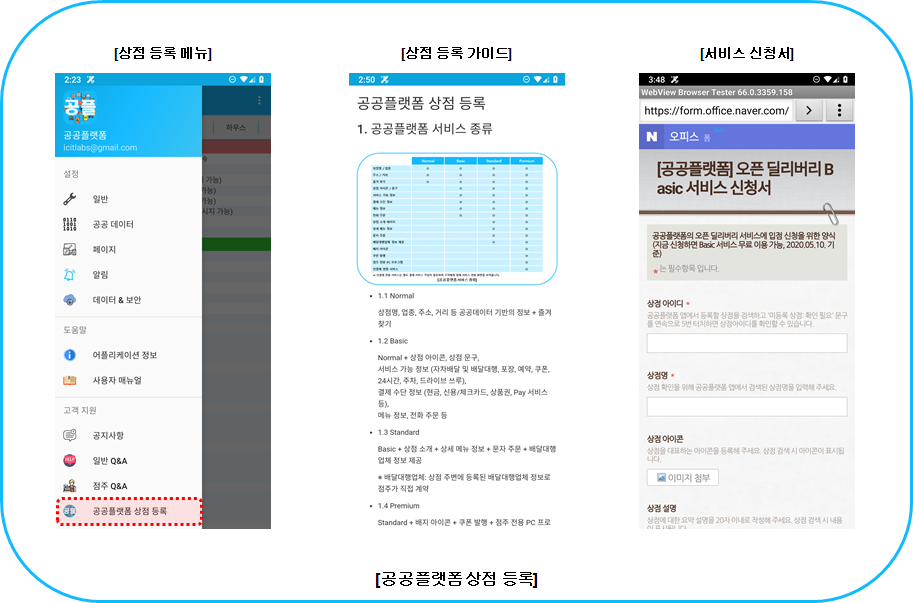 [상점 등록 메뉴]
2:23
공플
공공플랫폼
icitlabs@gmail.com
설정
일반
공공 데이터
페이지
알림
데이터 & 보안
도움말
어플리케이션 정보
사용자 매뉴얼
고객 지원
공지사항
일반 Q&A
점주 Q&A
공공플랫폼 상점 등록
하우스
가능)
가능)
시지 가능)
[상점 등록 가이드]
2:50
공공플랫폼 상점 등록
1. 공공플랫폼 서비스 종류
Normal Basic Standard Premium
1.1 Normal
상점명, 업종, 주소, 거리 등 공공데이터 기반의 정보 + 즐겨
찾기
1.2 Basic
Normal + 상점 아이콘, 상점 문구,
서비스 가능 정보 (자차배달 및 배달대행, 포장, 예약, 쿠폰,
24시간, 주차, 드라이브 쓰루),
결제 수단 정보 (현금, 신용/체크카드, 상품권, Pay 서비스
등),
메뉴 정보, 전화 주문 등
1.3 Standard
Basic + 상점 소개 + 상세 메뉴 정보 + 문자 주문 + 배달대행
업체 정보 제공
* 배달대행업체: 상점 주변에 등록된 배달대행업체 정보로
점주가 직접 계약
1.4 Premium
Standard + 배지 아이콘 + 쿠폰 발행 + 점주 전용 PC 프로
[서비스 신청서]
3:48
WebView Browser Tester 66.0.3359.158
https://form.office.naver.com/
N 오피스 폼
[공공플랫폼] 오픈 딜리버리 B
asic 서비스 신청서
공공플랫폼의 오픈 딜리버리 서비스에 입점 신청을 위한 양식
(지금 신청하면 Basic 서비스 무료 이용 가능, 2020.05.10. 기
준)
* 는 필수항목 입니다.
상점 아이디 *
공공플랫폼 앱에서 등록할 상점을 검색하고 '미등록 상점: 확인 필요' 문구
를 연속으로 5번 터치하면 상점아이디를 확인할 수 있습니다.
상점명 *
상점 확인을 위해 공공플랫폼 앱에서 검색된 상점명을 입력해 주세요.
상점 아이콘
상점을 대표하는 아이콘을 등록해 주세요. 상점 검색 시 아이콘이 표시됩
니다.
이미지 첨부
상점 설명
상점에 대한 요약 설명을 20자 이내로 작성해 주세요. 상점 검색 시 내용
이 표시됩니다.
[공공플랫폼 상점 등록]